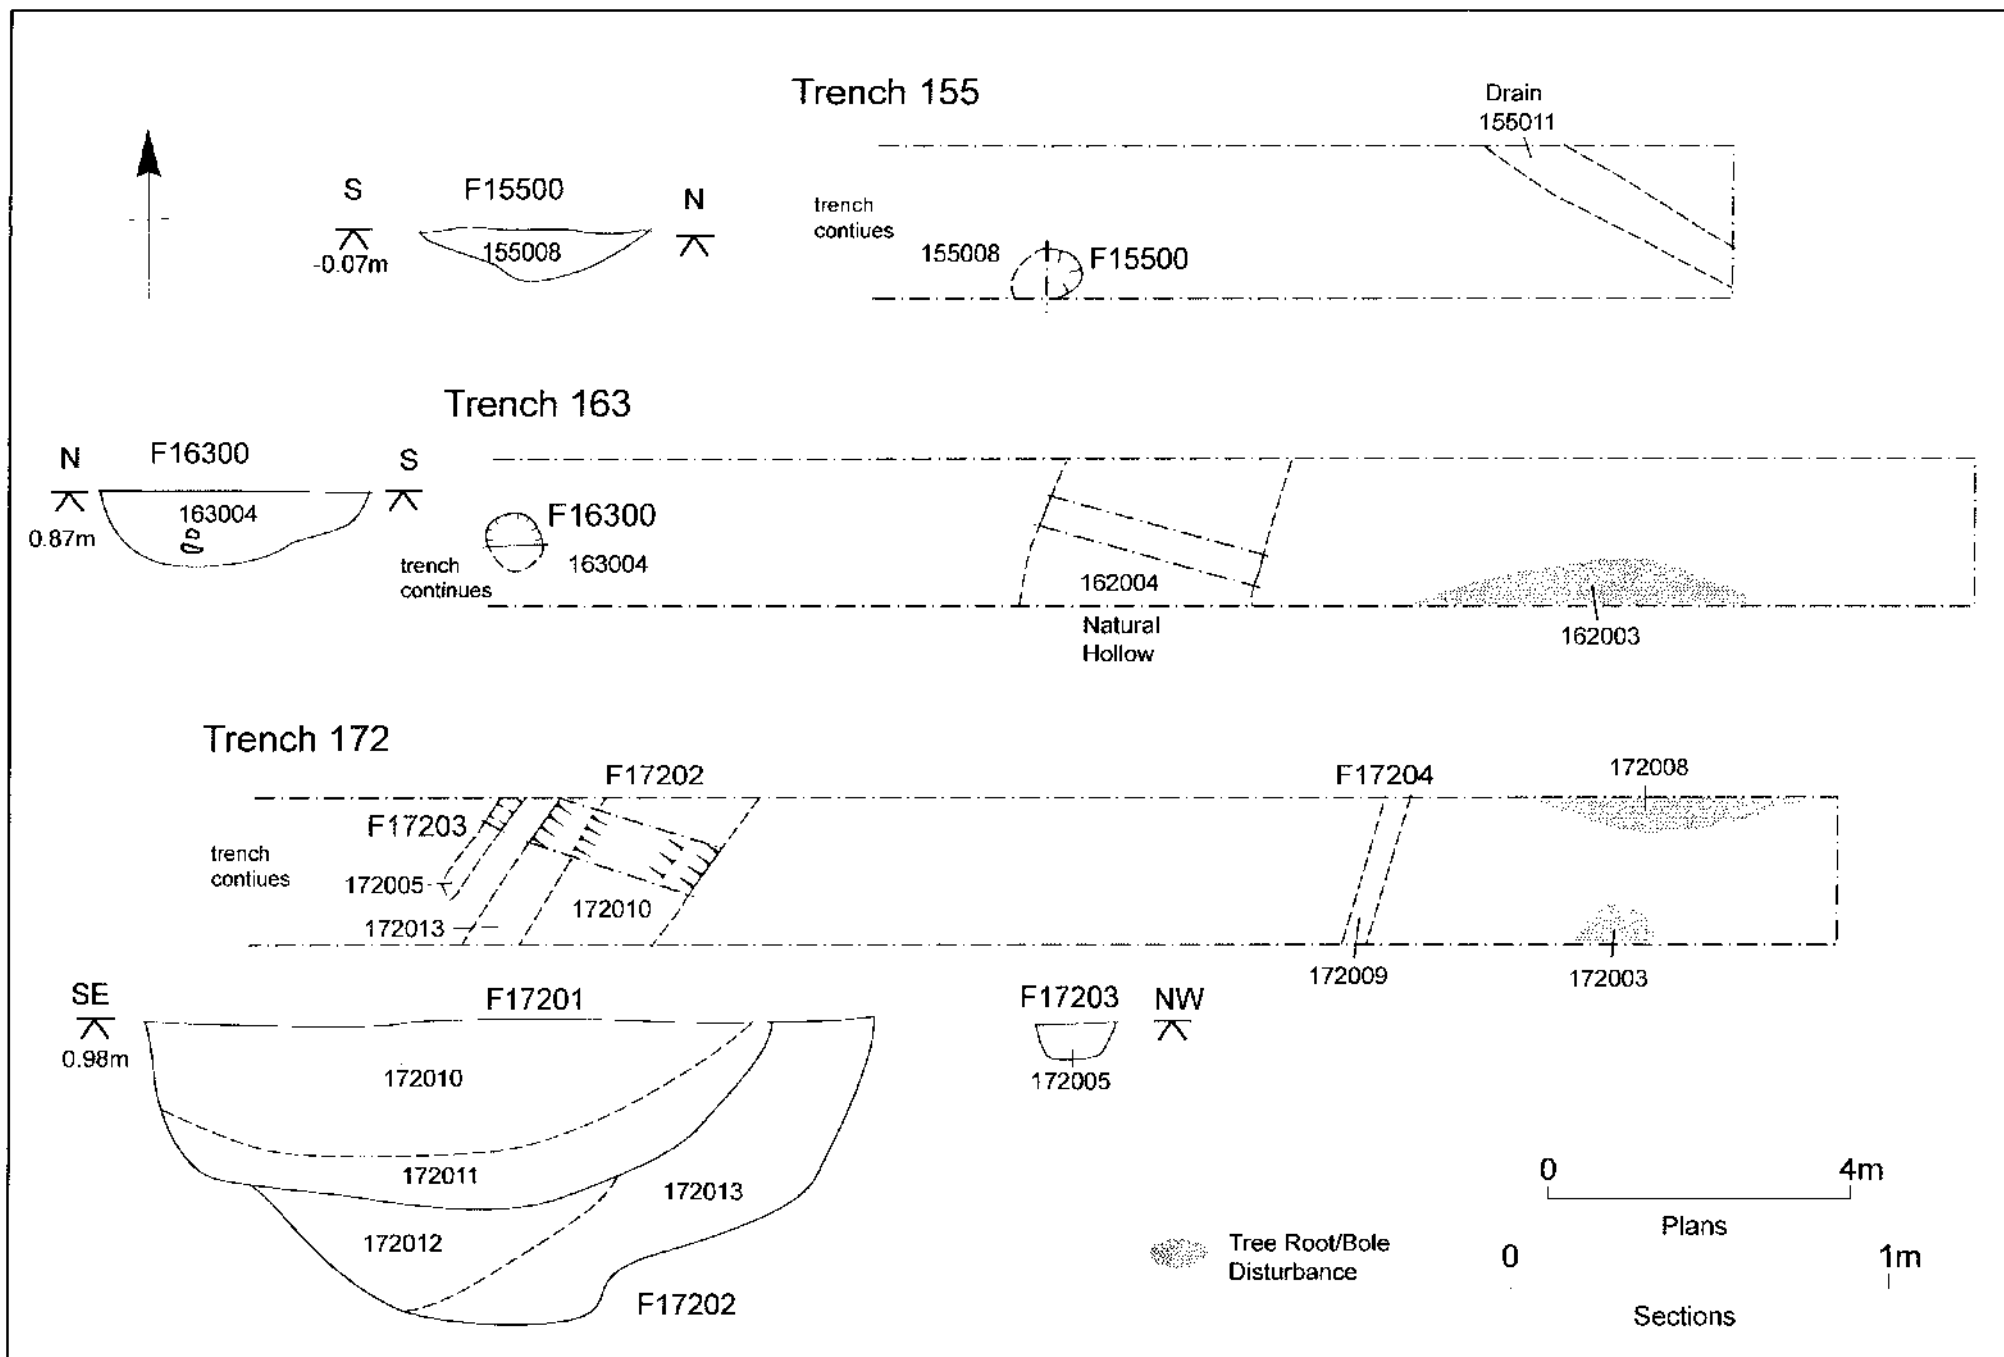 Trench 155
Drain
155011
S
F15500
N
155008
-0.07m
trench
contiues
155008
F15500
Trench 163
N
F16300
S
163004
0.87m
trench
continues
F16300
163004
162004
Natural
Hollow
162003
Trench 172
F17202
F17204
172008
F17203
trench
contiues
172005
172010
172013
172009
172003
SE
F17201
F17203
NW
0.98m
172010
172005
172011
172013
172012
F17202
0 4m
Plans
Tree Root/Bole
Disturbance
0 1m
Sections